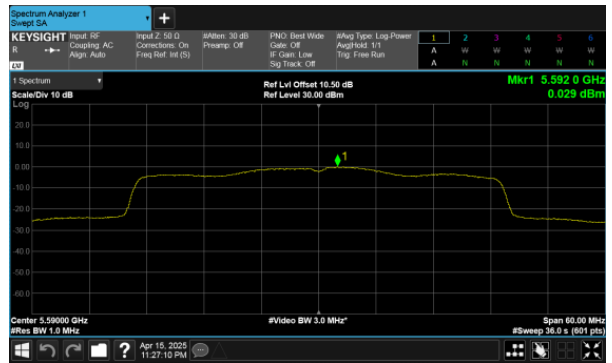 Spectrum Analyzer 1
Swept SA
KEYSIGHT
R
LXI
Input: RF
Coupling: AC
Align: Auto
Input Z: 50 Ω
Corrections: On
Freq Ref: Int (S)
#Atten: 30 dB
Preamp: Off
PNO: Best Wide
Gate: Off
IF Gain: Low
Sig Track: Off
#Avg Type: Log-Power
Avg|Hold: 1/1
Trig: Free Run
1 2 3 4 5 6
A W W W W W
A N N N N N
1 Spectrum
Scale/Div 10 dB
Log
Ref Lvl Offset 10.50 dB
Ref Level 30.00 dBm
Mkr1 5.592 0 GHz
0.029 dBm
20.0
10.0
0.00
1
-10.0
-20.0
-30.0
-40.0
-50.0
-60.0
Center 5.59000 GHz
#Video BW 3.0 MHz*
Span 60.00 MHz
#Res BW 1.0 MHz
#Sweep 36.0 s (601 pts)
?
Apr 15, 2025
11:27:10 PM